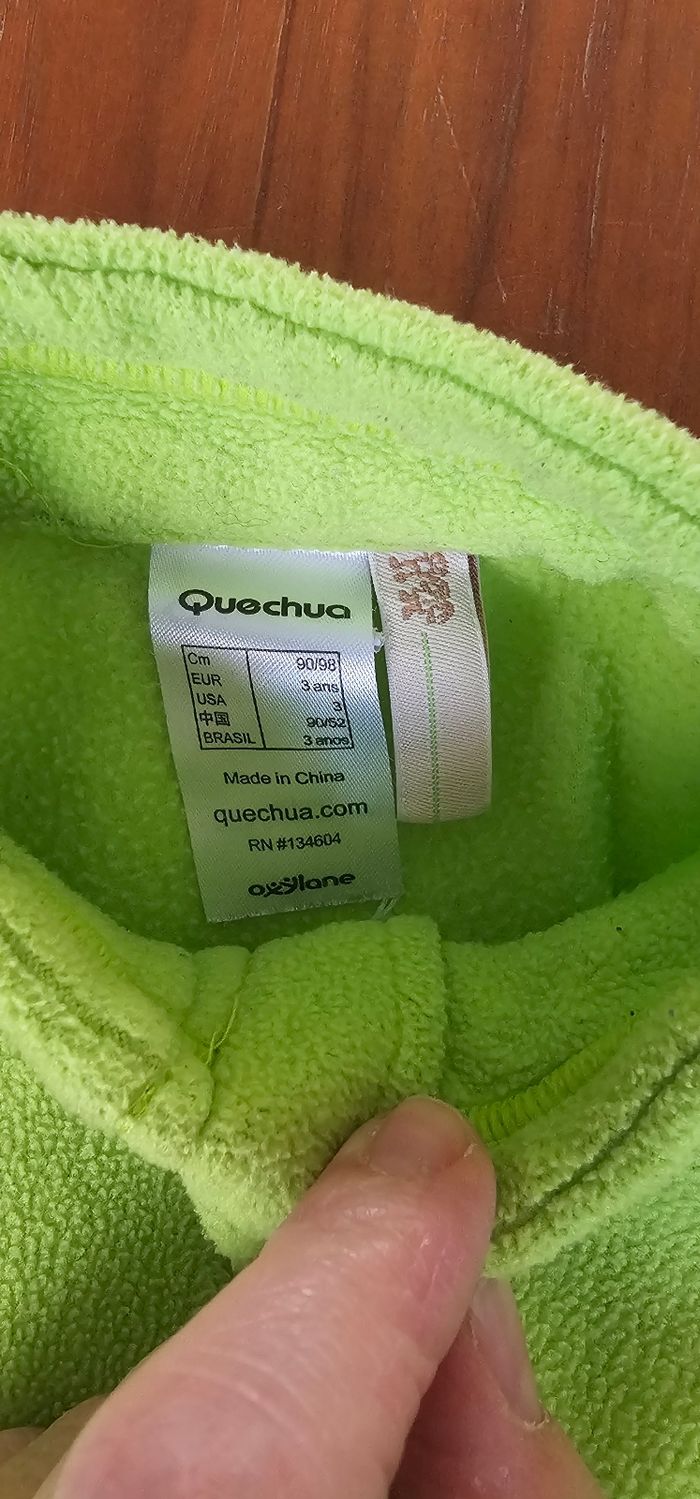 Quechua
Cm 90/98
EUR 3 ans
USA 3
中国 90/52
BRASIL 3 anos
Made in China
quechua.com
RN #134604
oxylane